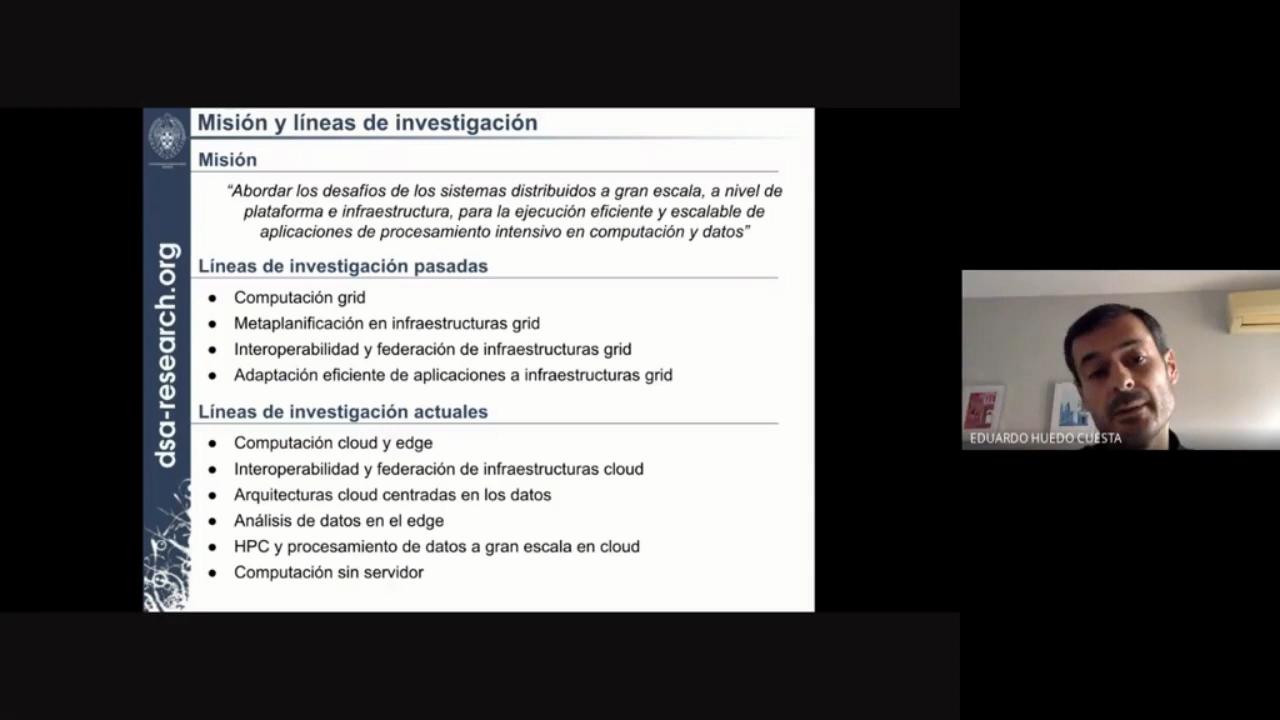 Misión y líneas de investigación
Misión
“Abordar los desafíos de los sistemas distribuidos a gran escala, a nivel de
plataforma e infraestructura, para la ejecución eficiente y escalable de
aplicaciones de procesamiento intensivo en computación y datos”
Líneas de investigación pasadas
● Computación grid
● Metaplanificación en infraestructuras grid
● Interoperabilidad y federación de infraestructuras grid
● Adaptación eficiente de aplicaciones a infraestructuras grid
Líneas de investigación actuales
● Computación cloud y edge
● Interoperabilidad y federación de infraestructuras cloud
● Arquitecturas cloud centradas en los datos
● Análisis de datos en el edge
● HPC y procesamiento de datos a gran escala en cloud
● Computación sin servidor
dsa-research.org
EDUARDO HUEDO CUESTA